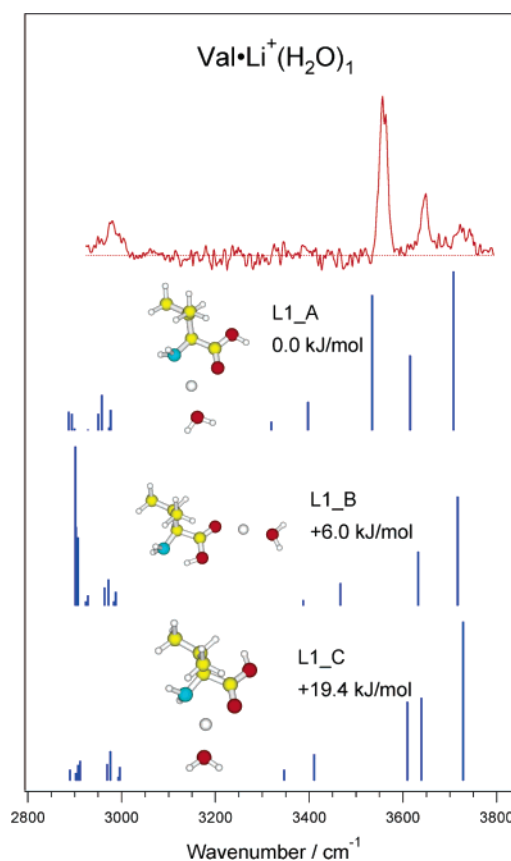 Val•Li⁺(H₂O)₁
L1_A
0.0 kJ/mol
L1_B
+6.0 kJ/mol
L1_C
+19.4 kJ/mol
2800 3000 3200 3400 3600 3800
Wavenumber / cm⁻¹